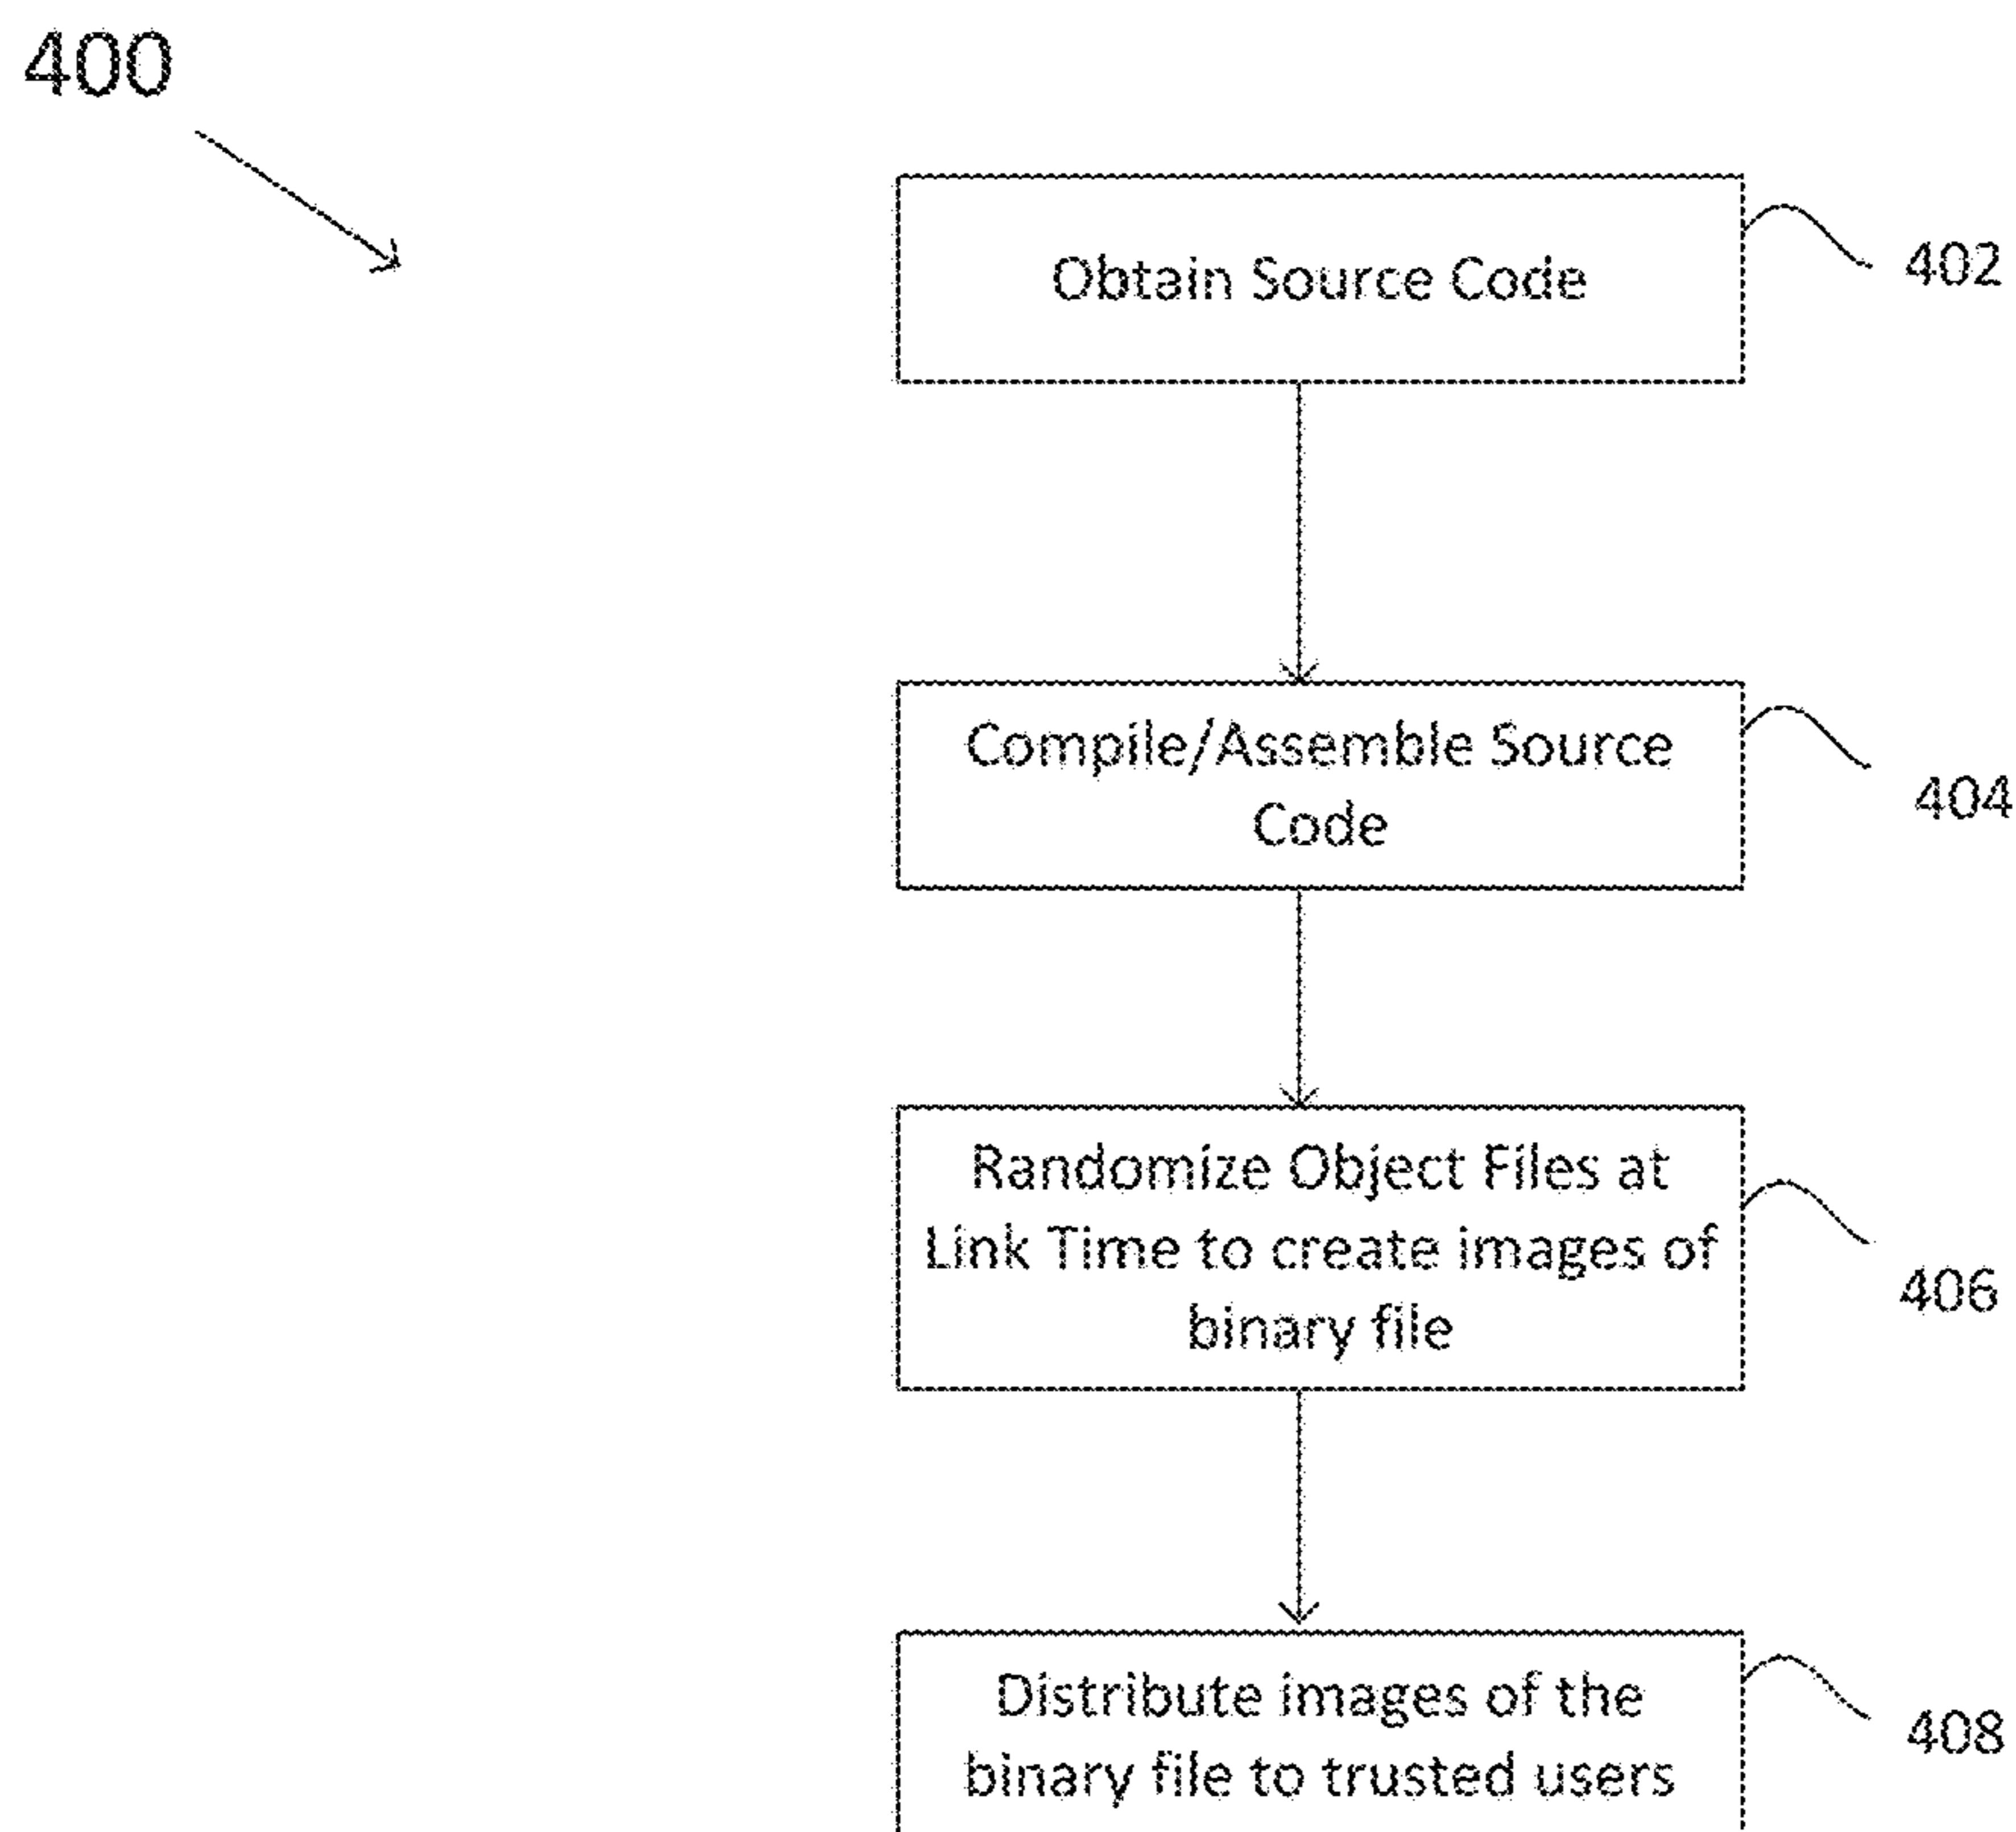 400
Obtain Source Code
402
Compile/Assemble Source
Code
404
Randomize Object Files at
Link Time to create images of
binary file
406
Distribute images of the
binary file to trusted users
408